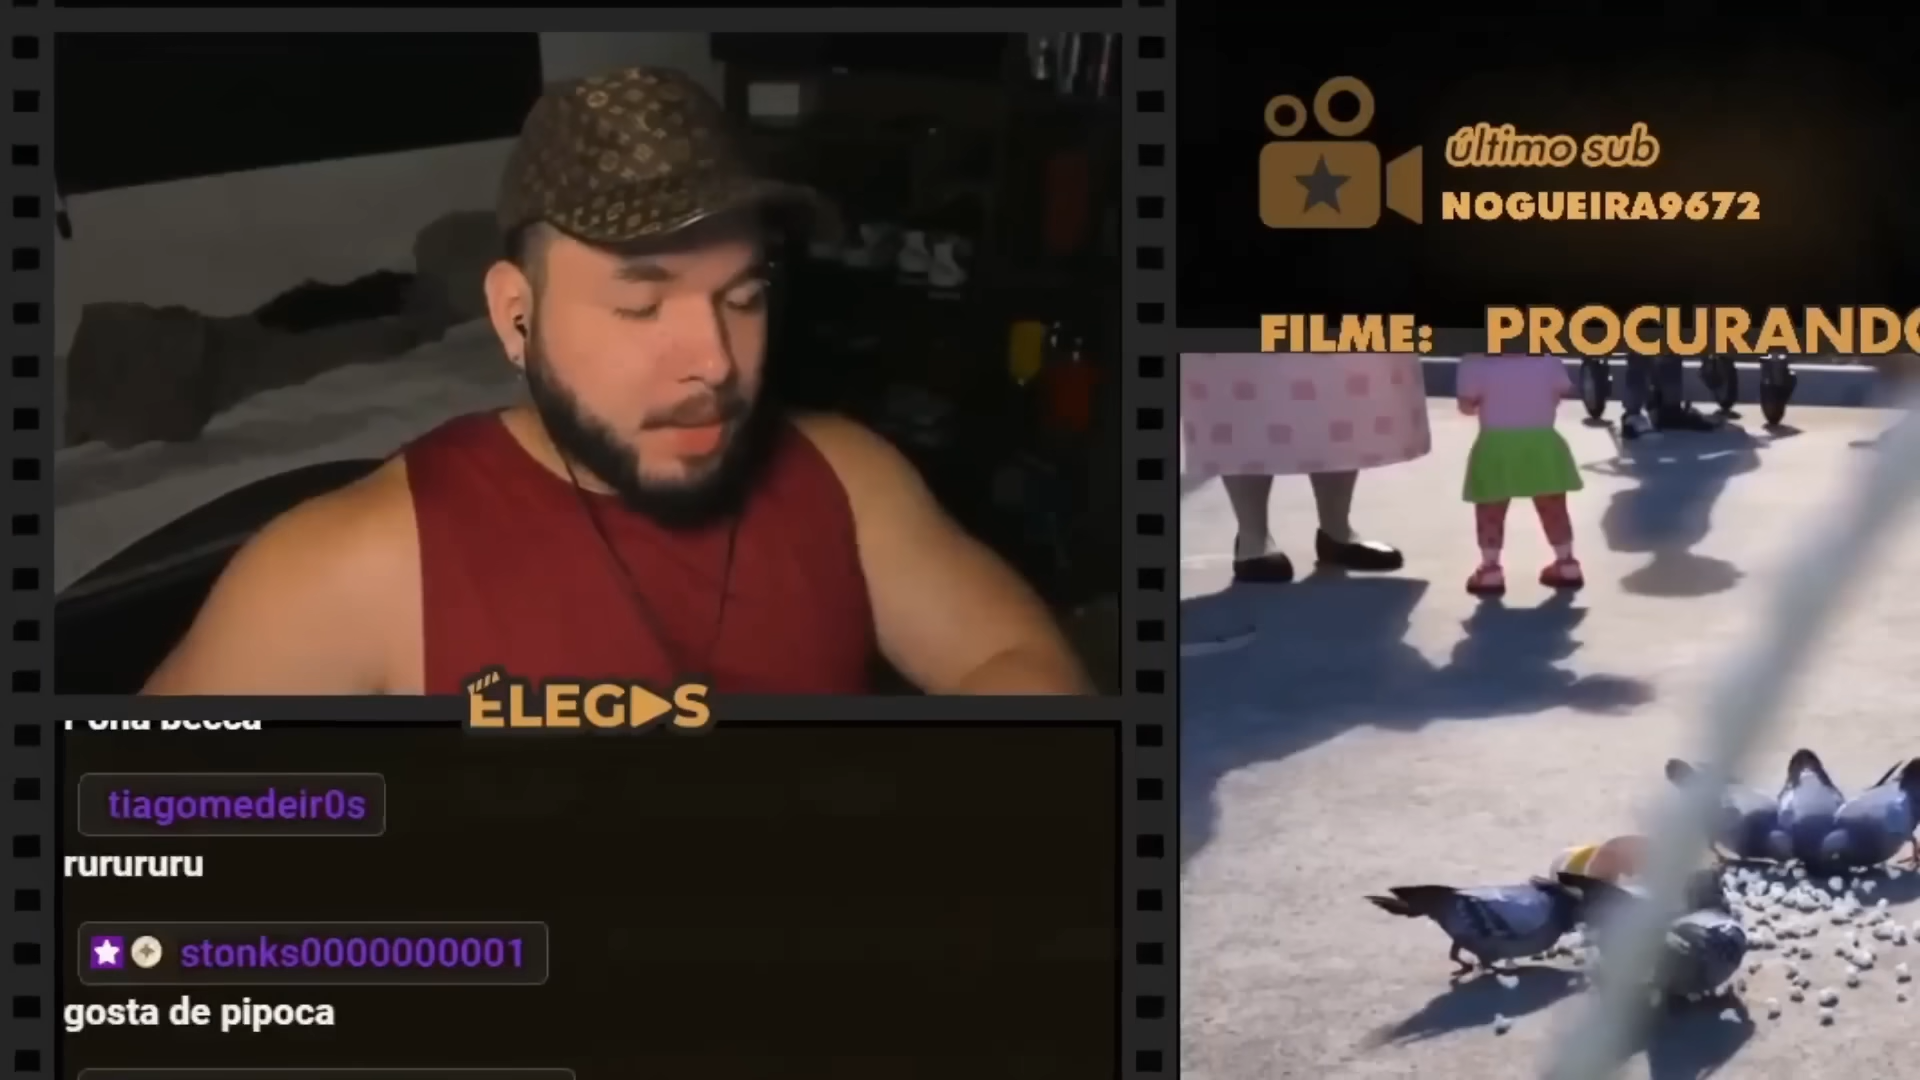 último sub
NOGUEIRA9672
FILME: PROCURANDO
ELEGOS
tiagomedeir0s
rurururu
stonks0000000001
gosta de pipoca